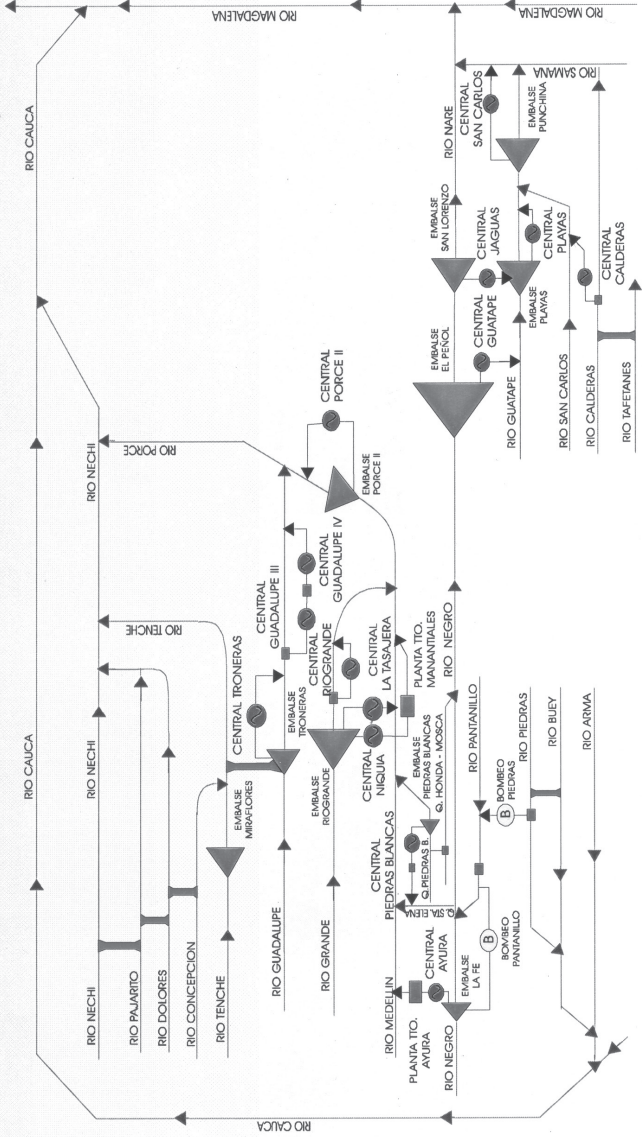 RIO CAUCA
RIO CAUCA
RIO CAUCA
RIO MAGDALENA
RIO CAUCA
RIO NECHI
RIO NECHI
RIO NECHI
RIO PAJARITO
RIO DOLORES
RIO CONCEPCION
RIO TENCHE
RIO TENCHE
RIO PORCE
EMBALSE
MIRAFLORES
CENTRAL TRONERAS
RIO GUADALUPE
EMBALSE
TRONERAS
CENTRAL
GUADALUPE III
CENTRAL
GUADALUPE IV
CENTRAL
PORCE II
EMBALSE
PORCE II
RIO GRANDE
EMBALSE
RIOGRANDE
CENTRAL
RIOGRANDE
CENTRAL
NIQUIA
CENTRAL
LA TASAJERA
PLANTA TTO.
MANANTIALES
RIO MEDELLIN
CENTRAL
PIEDRAS BLANCAS
EMBALSE
PIEDRAS BLANCAS
Q. PIEDRAS B.
Q. HONDA - MOSCA
Q. STA. ELENA
PLANTA TTO.
AYURA
CENTRAL
AYURA
RIO NEGRO
EMBALSE
LA FE
B
BOMBEO
PANTANILLO
RIO PANTANILLO
RIO NEGRO
B
BOMBEO
PIEDRAS
RIO PIEDRAS
RIO BUEY
RIO ARMA
EMBALSE
EL PEÑOL
CENTRAL
GUATAPE
EMBALSE
SAN LORENZO
CENTRAL
JAGUAS
RIO NARE
RIO MAGDALENA
RIO SAMANA
CENTRAL
SAN CARLOS
EMBALSE
PUNCHINA
RIO GUATAPE
EMBALSE
PLAYAS
CENTRAL
PLAYAS
RIO SAN CARLOS
RIO CALDERAS
CENTRAL
CALDERAS
RIO TAFETANES